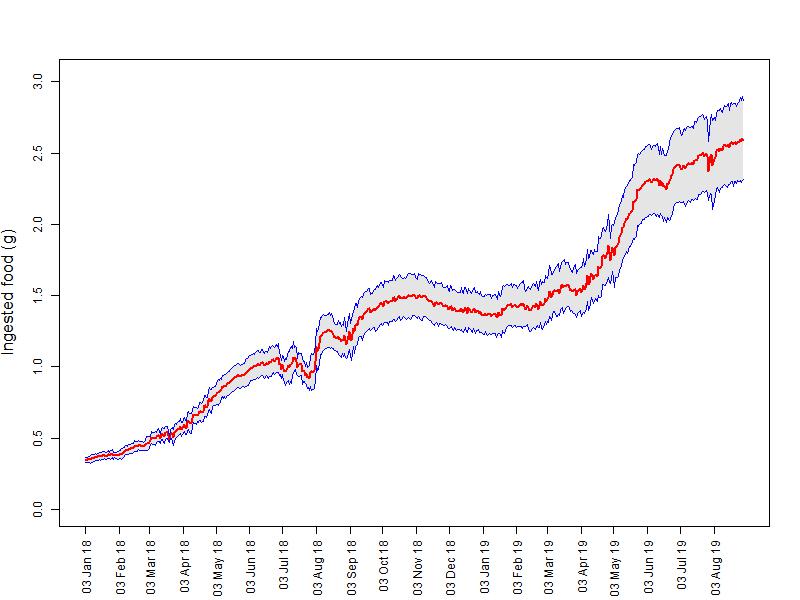 Ingested food (g)
3.0
2.5
2.0
1.5
1.0
0.5
0.0
03 Jan 18
03 Feb 18
03 Mar 18
03 Apr 18
03 May 18
03 Jun 18
03 Jul 18
03 Aug 18
03 Sep 18
03 Oct 18
03 Nov 18
03 Dec 18
03 Jan 19
03 Feb 19
03 Mar 19
03 Apr 19
03 May 19
03 Jun 19
03 Jul 19
03 Aug 19